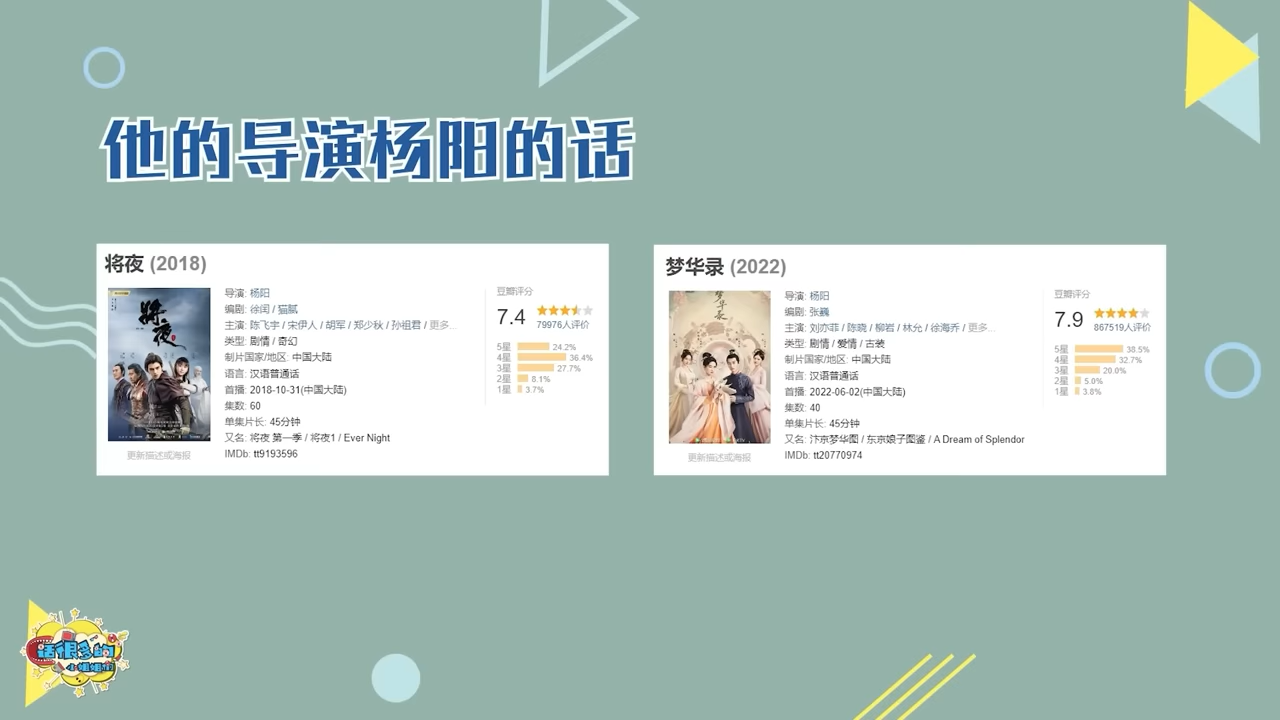 他的导演杨阳的话
将夜 (2018)
导演: 杨阳
编剧: 徐闰 / 猫腻
主演: 陈飞宇 / 宋伊人 / 胡军 / 郑少秋 / 孙祖君 / 更多...
类型: 剧情 / 奇幻
制片国家/地区: 中国大陆
语言: 汉语普通话
首播: 2018-10-31(中国大陆)
集数: 60
单集片长: 45分钟
又名: 将夜 第一季 / 将夜1 / Ever Night
IMDb: tt9193596
豆瓣评分
7.4
79976人评价
5星 24.2%
4星 36.4%
3星 27.7%
2星 8.1%
1星 3.7%
将夜
更新描述或海报
梦华录 (2022)
导演: 杨阳
编剧: 张巍
主演: 刘亦菲 / 陈晓 / 柳岩 / 林允 / 徐海乔 / 更多...
类型: 剧情 / 爱情 / 古装
制片国家/地区: 中国大陆
语言: 汉语普通话
首播: 2022-06-02(中国大陆)
集数: 40
单集片长: 45分钟
又名: 汴京梦华图 / 东京娘子图鉴 / A Dream of Splendor
IMDb: tt20770974
豆瓣评分
7.9
867519人评价
5星 38.5%
4星 32.7%
3星 20.0%
2星 5.0%
1星 3.8%
梦华录
更新描述或海报
话很多的
小姐姐们